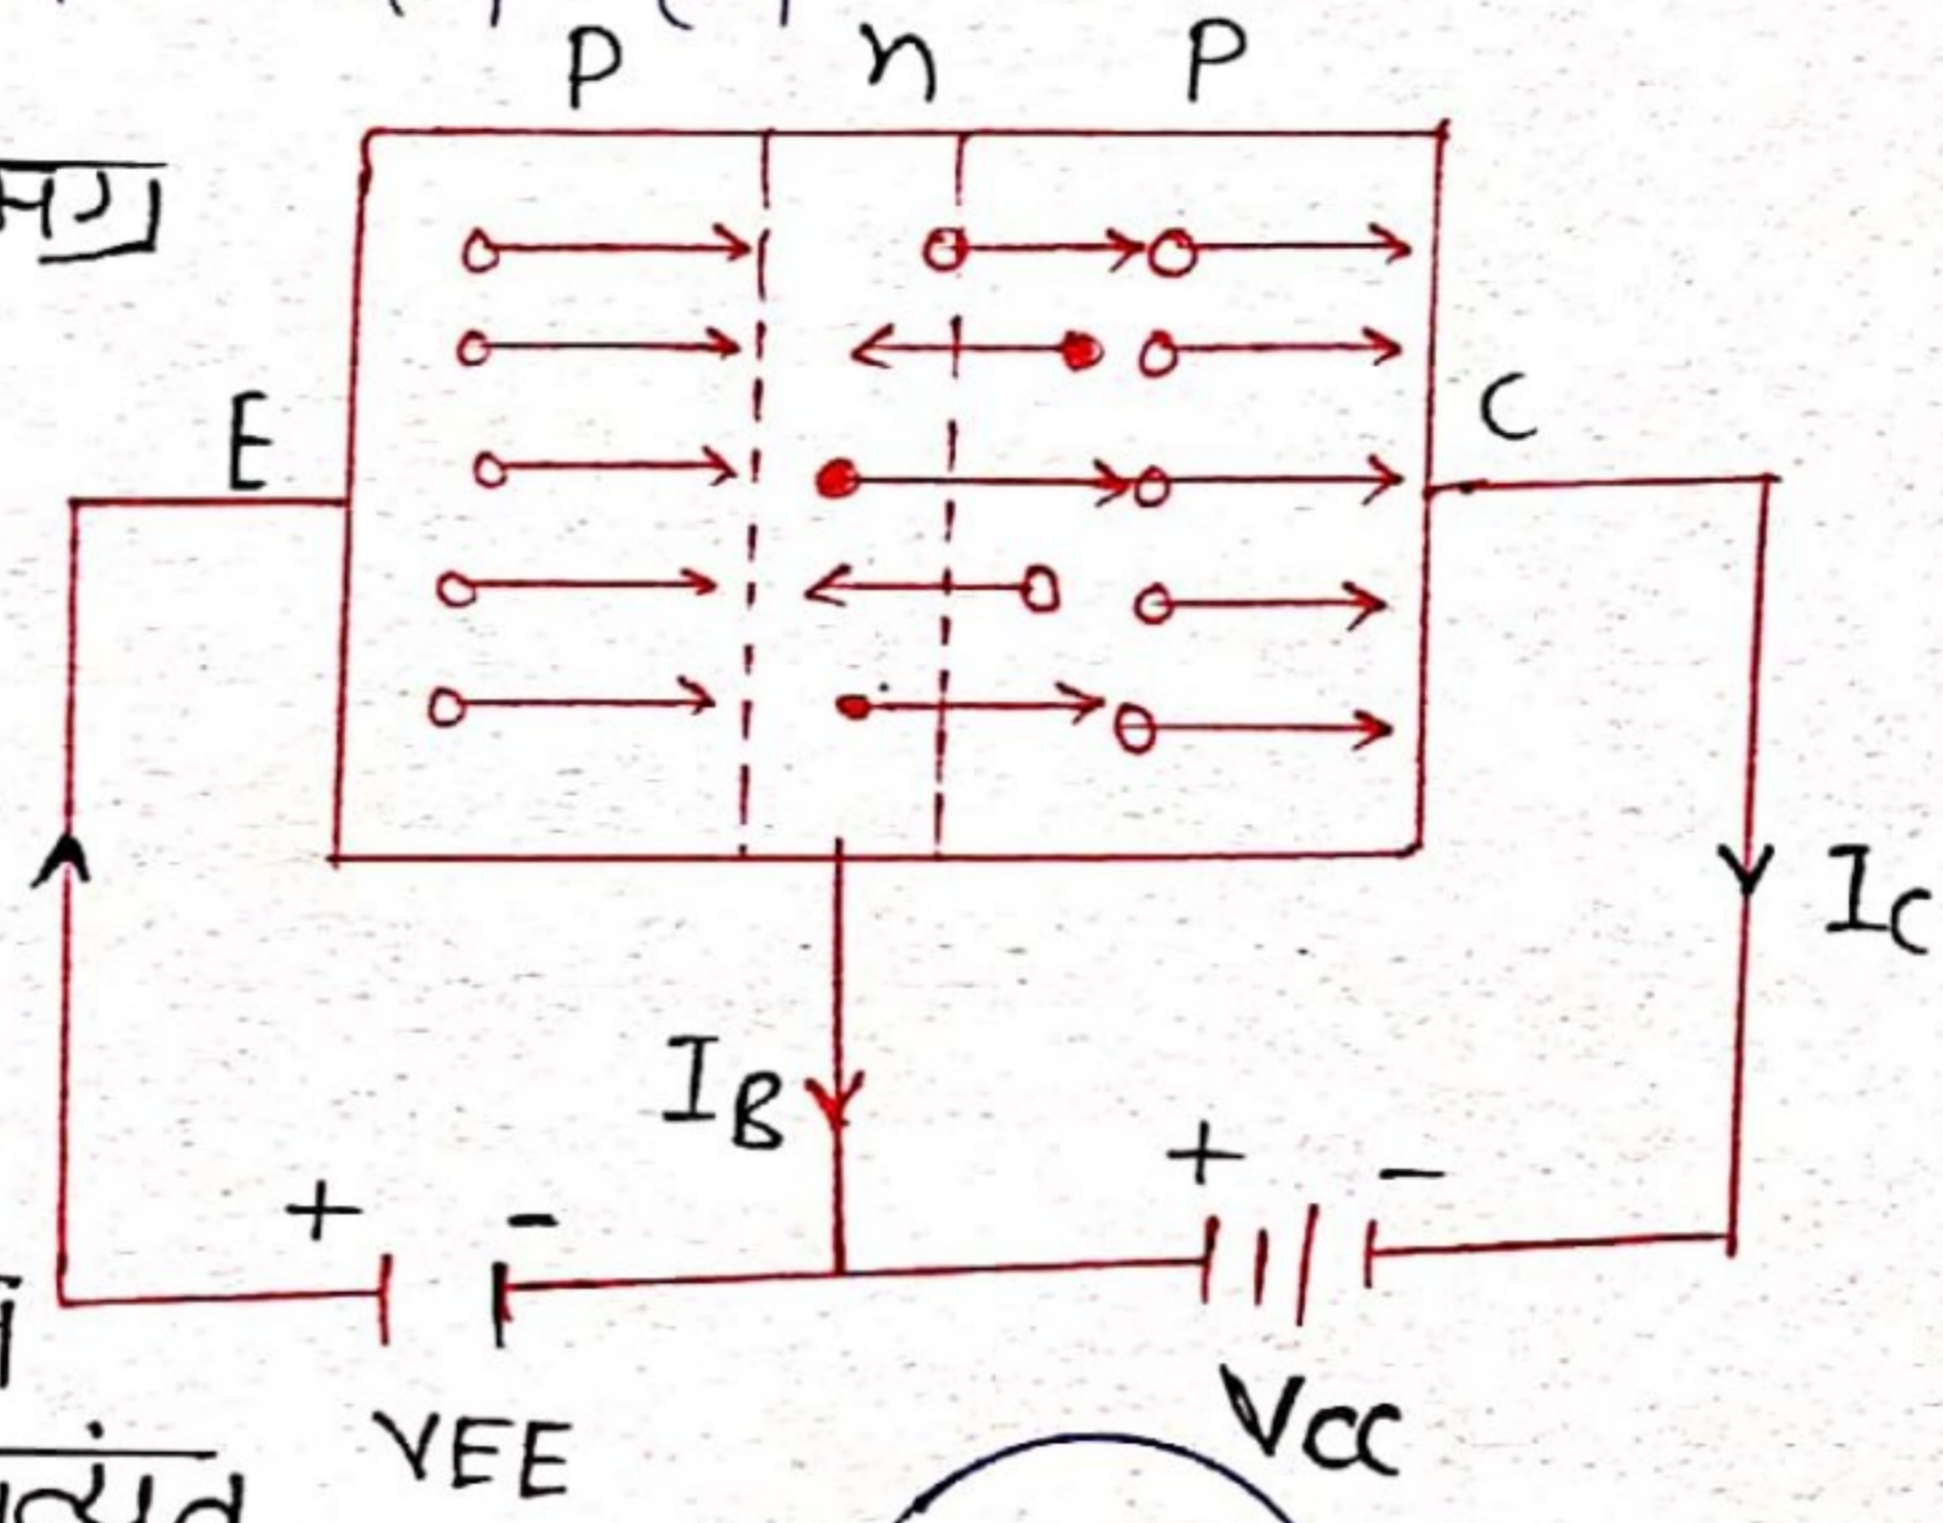 p n P
E
C
I_C
I_B
+ - + -
VEE
VCC